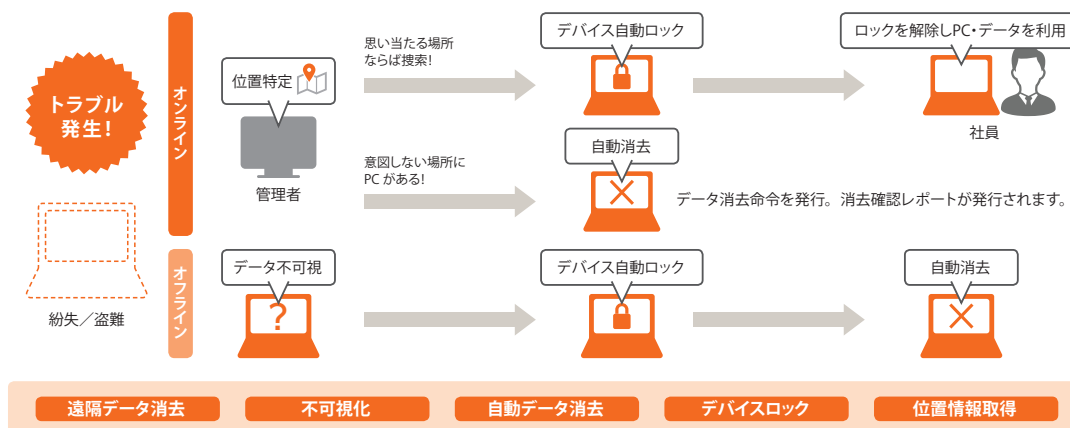 トラブル
発生！
紛失／盗難
オンライン
位置特定
管理者
思い当たる場所
ならば捜索！
デバイス自動ロック
ロックを解除しPC・データを利用
社員
意図しない場所に
PC がある！
自動消去
データ消去命令を発行。消去確認レポートが発行されます。
オフライン
データ不可視
?
デバイス自動ロック
自動消去
遠隔データ消去
不可視化
自動データ消去
デバイスロック
位置情報取得